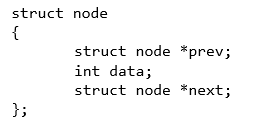 struct node
{
struct node *prev;
int data;
struct node *next;
};